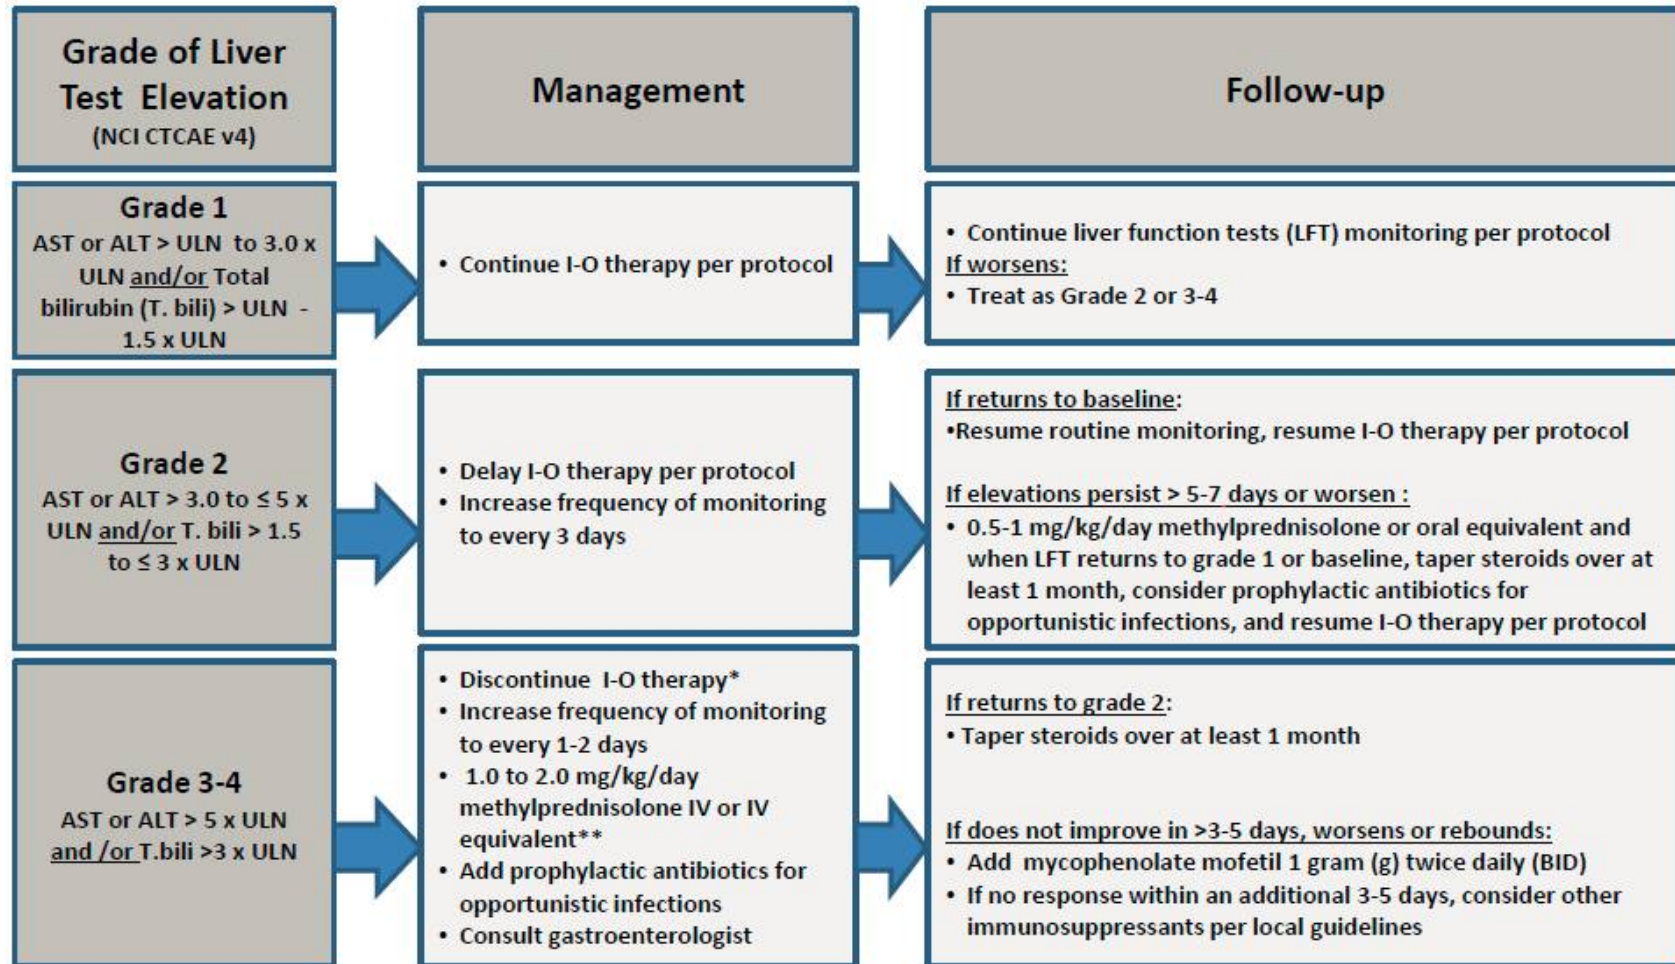 Grade of Liver
Test Elevation
(NCI CTCAE v4)
Management
Follow-up
Grade 1
AST or ALT > ULN to 3.0 x
ULN and/or Total
bilirubin (T. bili) > ULN -
1.5 x ULN
• Continue I-O therapy per protocol
• Continue liver function tests (LFT) monitoring per protocol
If worsens:
• Treat as Grade 2 or 3-4
Grade 2
AST or ALT > 3.0 to ≤ 5 x
ULN and/or T. bili > 1.5
to ≤ 3 x ULN
• Delay I-O therapy per protocol
• Increase frequency of monitoring
to every 3 days
If returns to baseline:
•Resume routine monitoring, resume I-O therapy per protocol
If elevations persist > 5-7 days or worsen :
• 0.5-1 mg/kg/day methylprednisolone or oral equivalent and
when LFT returns to grade 1 or baseline, taper steroids over at
least 1 month, consider prophylactic antibiotics for
opportunistic infections, and resume I-O therapy per protocol
Grade 3-4
AST or ALT > 5 x ULN
and /or T.bili >3 x ULN
• Discontinue I-O therapy*
• Increase frequency of monitoring
to every 1-2 days
• 1.0 to 2.0 mg/kg/day
methylprednisolone IV or IV
equivalent**
• Add prophylactic antibiotics for
opportunistic infections
• Consult gastroenterologist
If returns to grade 2:
• Taper steroids over at least 1 month
If does not improve in >3-5 days, worsens or rebounds:
• Add mycophenolate mofetil 1 gram (g) twice daily (BID)
• If no response within an additional 3-5 days, consider other
immunosuppressants per local guidelines